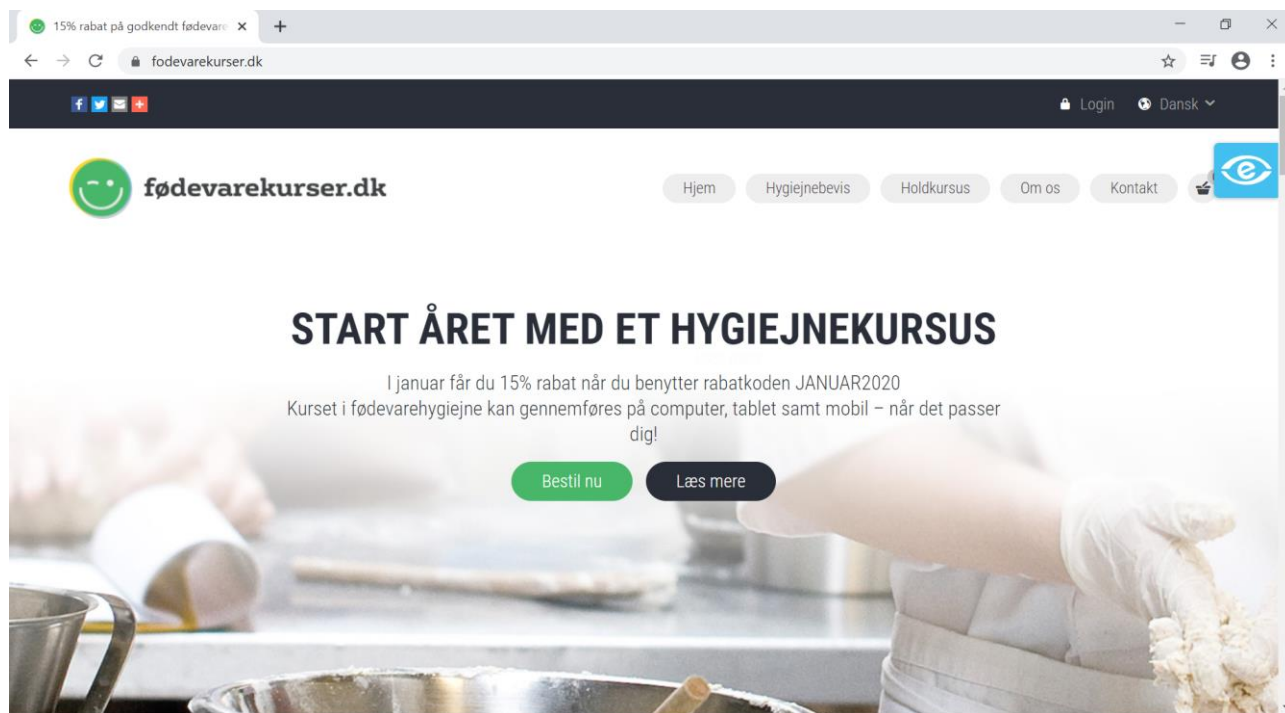 15% rabat på godkendt fødevare
fodevarekurser.dk
Login Dansk
fødevarekurser.dk
Hjem Hygiejnebevis Holdkursus Om os Kontakt
START ÅRET MED ET HYGIEJNEKURSUS
I januar får du 15% rabat når du benytter rabatkoden JANUAR2020
Kurset i fødevarehygiejne kan gennemføres på computer, tablet samt mobil – når det passer
dig!
Bestil nu Læs mere